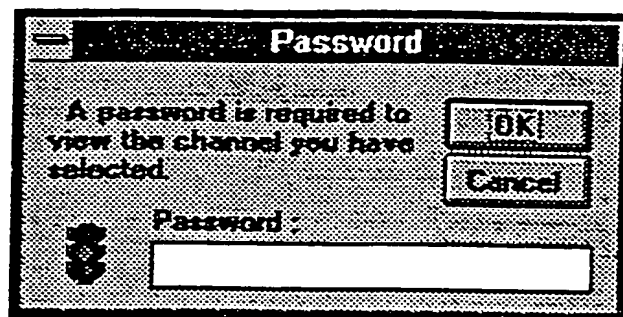 Password
A password is required to
view the channel you have
selected.
OK
Cancel
Password :